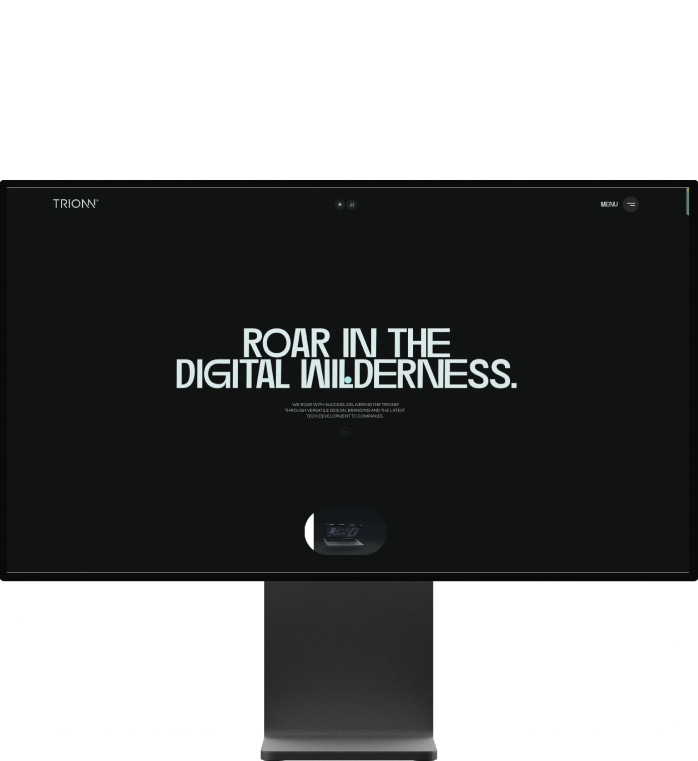 TRIONN®
MENU
ROAR IN THE
DIGITAL WILDERNESS.
WE ROAR WITH SUCCESS, DELIVERING THE TRIONN®
THROUGH VERSATILE DESIGN, BRANDING AND THE LATEST
TECH DEVELOPMENT TO COMPANIES.